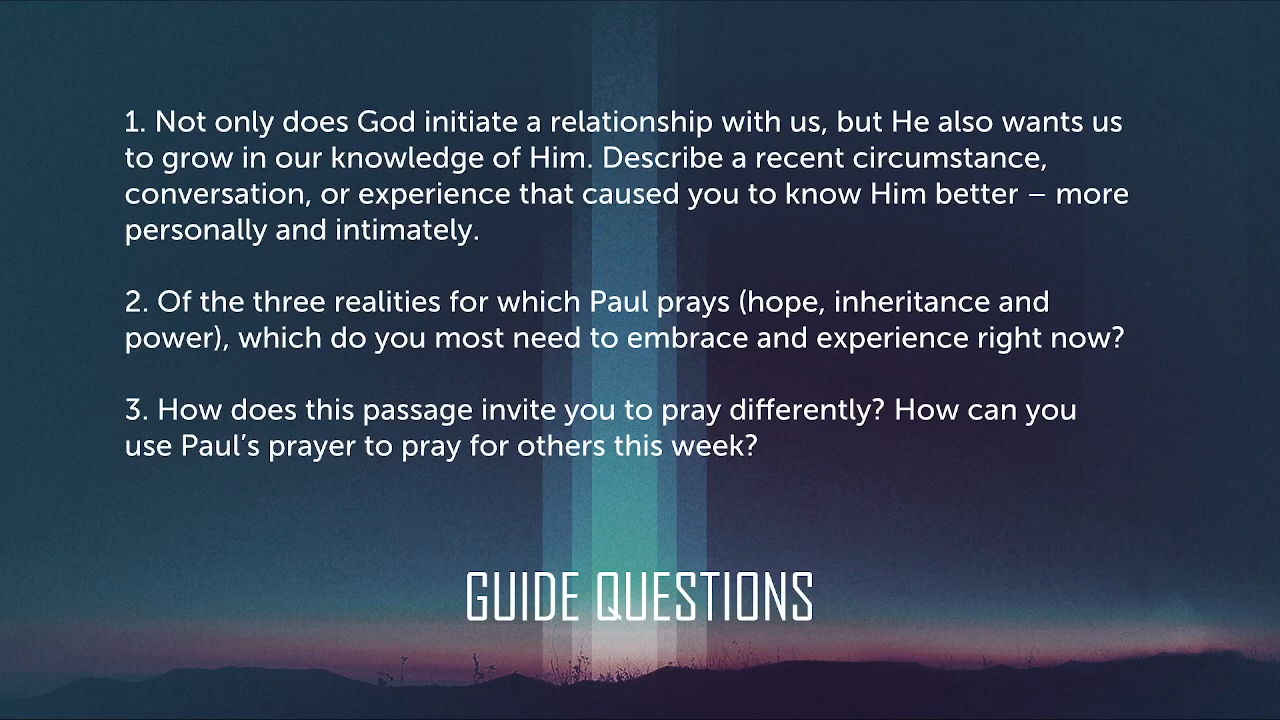 1. Not only does God initiate a relationship with us, but He also wants us
to grow in our knowledge of Him. Describe a recent circumstance,
conversation, or experience that caused you to know Him better – more
personally and intimately.
2. Of the three realities for which Paul prays (hope, inheritance and
power), which do you most need to embrace and experience right now?
3. How does this passage invite you to pray differently? How can you
use Paul’s prayer to pray for others this week?
GUIDE QUESTIONS